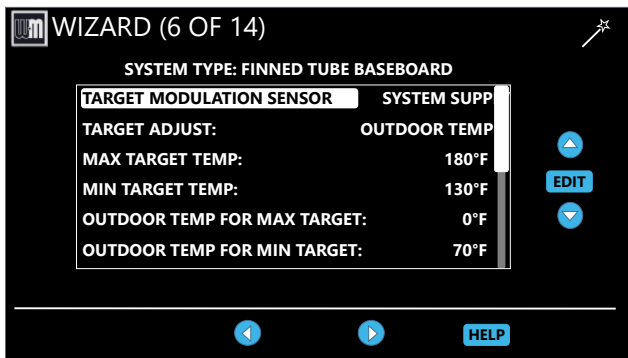 WM WIZARD (6 OF 14)
SYSTEM TYPE: FINNED TUBE BASEBOARD
TARGET MODULATION SENSOR SYSTEM SUPP
TARGET ADJUST: OUTDOOR TEMP
MAX TARGET TEMP: 180°F
MIN TARGET TEMP: 130°F
EDIT
OUTDOOR TEMP FOR MAX TARGET: 0°F
OUTDOOR TEMP FOR MIN TARGET: 70°F
HELP